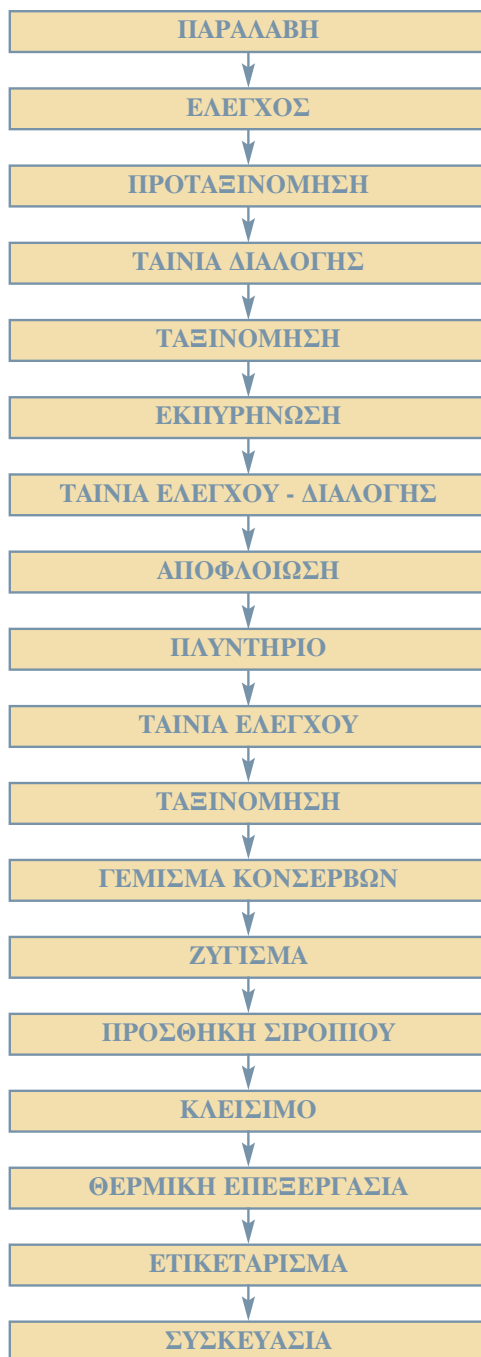 ΠΑΡΑΛΑΒΗ
ΕΛΕΓΧΟΣ
ΠΡΟΤΑΞΙΝΟΜΗΣΗ
ΤΑΙΝΙΑ ΔΙΑΛΟΓΗΣ
ΤΑΞΙΝΟΜΗΣΗ
ΕΚΠΥΡΗΝΩΣΗ
ΤΑΙΝΙΑ ΕΛΕΓΧΟΥ - ΔΙΑΛΟΓΗΣ
ΑΠΟΦΛΟΙΩΣΗ
ΠΛΥΝΤΗΡΙΟ
ΤΑΙΝΙΑ ΕΛΕΓΧΟΥ
ΤΑΞΙΝΟΜΗΣΗ
ΓΕΜΙΣΜΑ ΚΟΝΣΕΡΒΩΝ
ΖΥΓΙΣΜΑ
ΠΡΟΣΘΗΚΗ ΣΙΡΟΠΙΟΥ
ΚΛΕΙΣΙΜΟ
ΘΕΡΜΙΚΗ ΕΠΕΞΕΡΓΑΣΙΑ
ΕΤΙΚΕΤΑΡΙΣΜΑ
ΣΥΣΚΕΥΑΣΙΑ